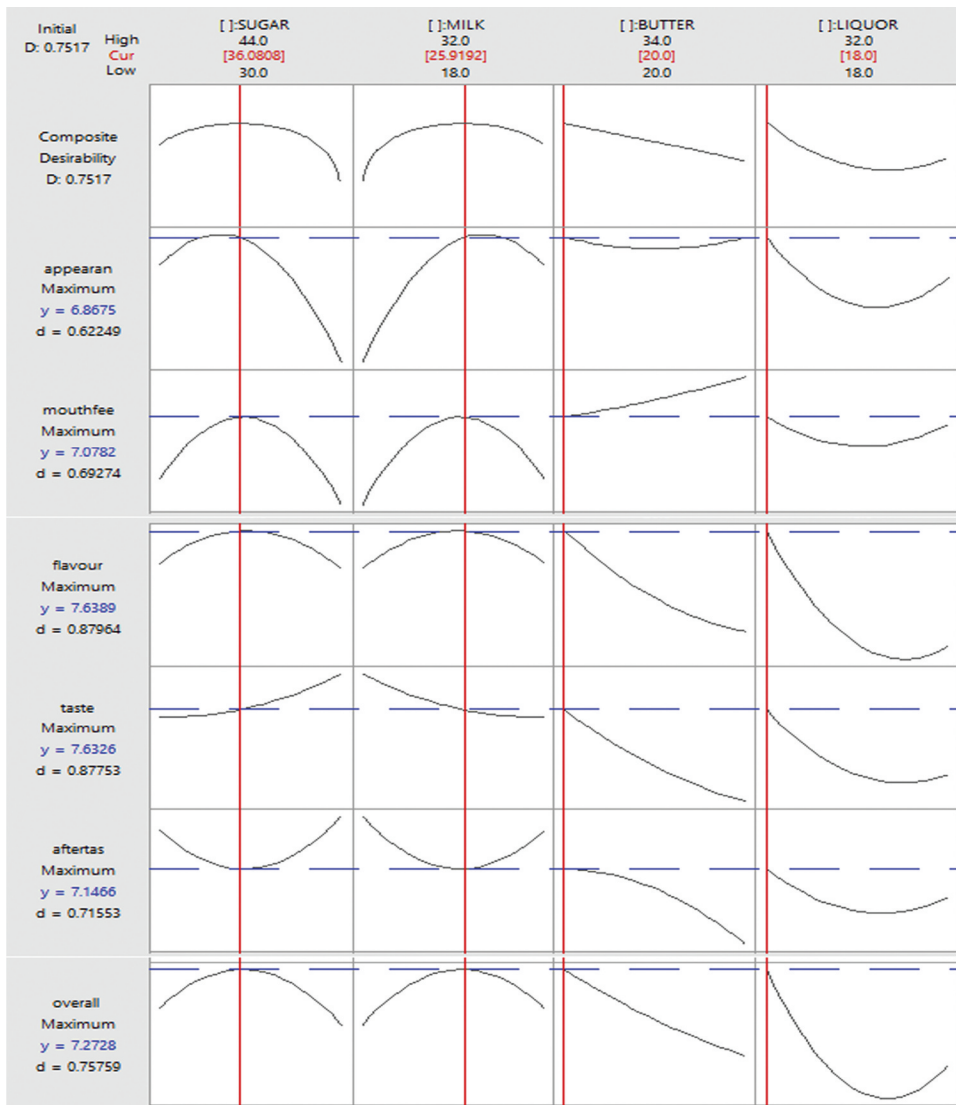 Initial
D: 0.7517
High
Cur
Low
[ ]:SUGAR
44.0
[36.0808]
30.0
[ ]:MILK
32.0
[25.9192]
18.0
[ ]:BUTTER
34.0
[20.0]
20.0
[ ]:LIQUOR
32.0
[18.0]
18.0
Composite
Desirability
D: 0.7517
appearan
Maximum
y = 6.8675
d = 0.62249
mouthfee
Maximum
y = 7.0782
d = 0.69274
flavour
Maximum
y = 7.6389
d = 0.87964
taste
Maximum
y = 7.6326
d = 0.87753
aftertas
Maximum
y = 7.1466
d = 0.71553
overall
Maximum
y = 7.2728
d = 0.75759